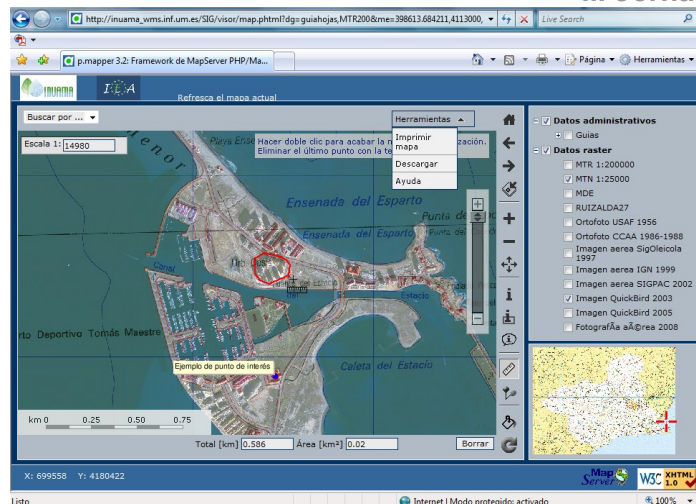 http://inuama_wms.inf.um.es/SIG/visor/map.phtml?dg=guiahojas,MTR200&me=398613.684211,4113000,
Live Search
p.mapper 3.2: Framework de MapServer PHP/Ma...
Página
Herramientas
INUAMA
Refresca el mapa actual
Buscar por ...
Herramientas
Imprimir mapa
Descargar
Ayuda
Escala 1: 14980
Hacer doble clic para acabar la
Eliminar el último punto con la
Ensenada del Esparto
Ensenada del Esporto
Canal
Estacio
Deportivo Tomás Maestre
Ejemplo de punto de interés
Caleta del Estacio
km 0 0.25 0.50 0.75
Total [km] 0.586 Área [km²] 0.02 Borrar
Datos administrativos
Guias
Datos raster
MTR 1:200000
MTN 1:25000
MDE
RUIZALDA27
Ortofoto USAF 1956
Ortofoto CCAA 1986-1988
Imagen aerea SigOleicola
1997
Imagen aerea IGN 1999
Imagen aerea SIGPAC 2002
Imagen QuickBird 2003
Imagen QuickBird 2005
FotografÃa aÃ©rea 2008
X: 699558 Y: 4180422
MapServer
W3C XHTML 1.0
Listo
Internet | Modo protegido: activado
100%